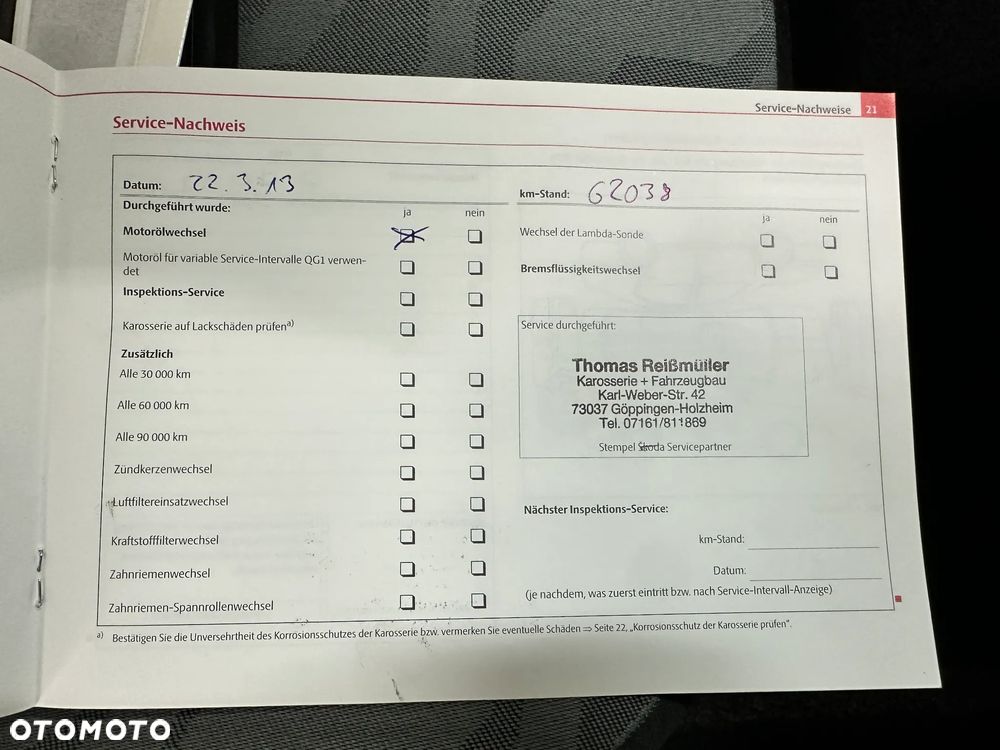 Service-Nachweise 21
Service-Nachweis
Datum: 22.3.13
Durchgeführt wurde:
ja nein
Motorölwechsel
Motoröl für variable Service-Intervalle QG1 verwen-
det
Inspektions-Service
Karosserie auf Lackschäden prüfen a)
Zusätzlich
Alle 30 000 km
Alle 60 000 km
Alle 90 000 km
Zündkerzenwechsel
Luftfiltereinsatzwechsel
Kraftstofffilterwechsel
Zahnriemenwechsel
Zahnriemen-Spannrollenwechsel
km-Stand: 62038
ja nein
Wechsel der Lambda-Sonde
Bremsflüssigkeitswechsel
Service durchgeführt:
Thomas Reißmüller
Karosserie + Fahrzeugbau
Karl-Weber-Str. 42
73037 Göppingen-Holzheim
Tel. 07161/811869
Stempel Škoda Servicepartner
Nächster Inspektions-Service:
km-Stand:
Datum:
(je nachdem, was zuerst eintritt bzw. nach Service-Intervall-Anzeige)
a) Bestätigen Sie die Unversehrtheit des Korrosionsschutzes der Karosserie bzw. vermerken Sie eventuelle Schäden ⇒ Seite 22, „Korrosionsschutz der Karosserie prüfen".
OTOMOTO